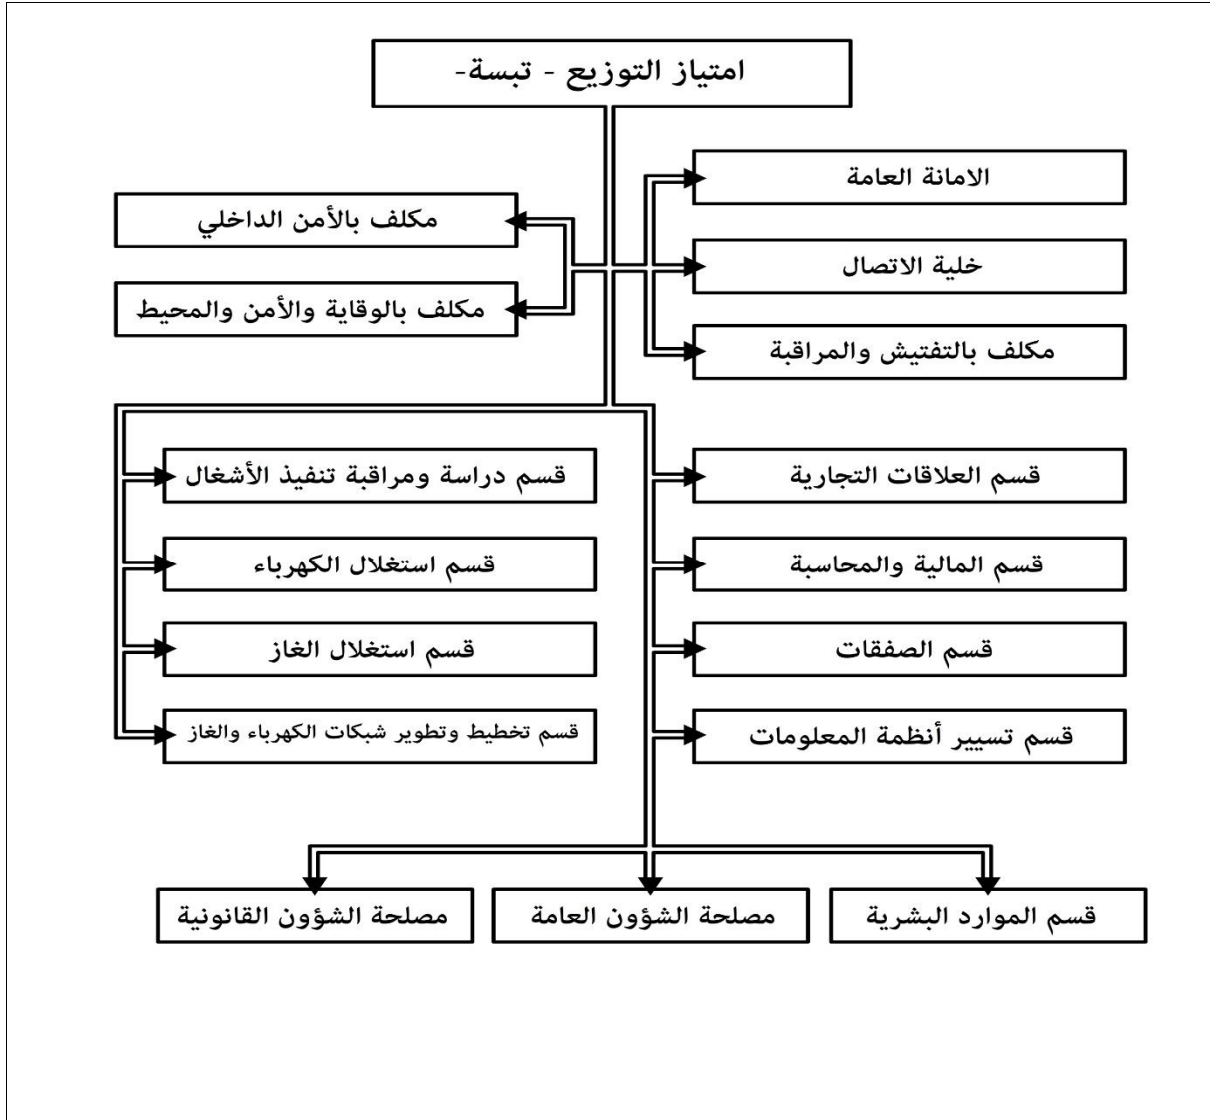 امتياز التوزيع - تبسة-
الامانة العامة
مكلف بالأمن الداخلي
خلية الاتصال
مكلف بالوقاية والأمن والمحيط
مكلف بالتفتيش والمراقبة
قسم العلاقات التجارية
قسم دراسة ومراقبة تنفيذ الأشغال
قسم المالية والمحاسبة
قسم استغلال الكهرباء
قسم الصفقات
قسم استغلال الغاز
قسم تسيير أنظمة المعلومات
قسم تخطيط وتطوير شبكات الكهرباء والغاز
قسم الموارد البشرية
مصلحة الشؤون العامة
مصلحة الشؤون القانونية